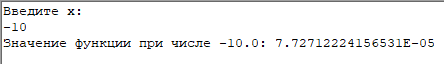 Введите x:
-10
Значение функции при числе -10.0: 7.72712224156531E-05